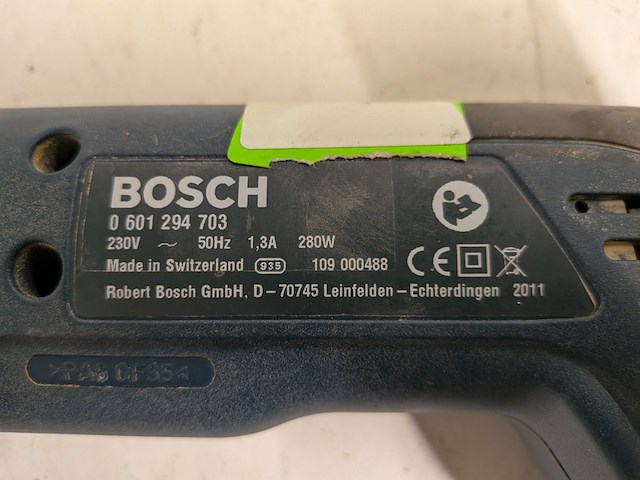 BOSCH
0 601 294 703
230V ~ 50Hz 1,3A 280W
Made in Switzerland 935 109 000488
CE
Robert Bosch GmbH, D-70745 Leinfelden-Echterdingen 2011